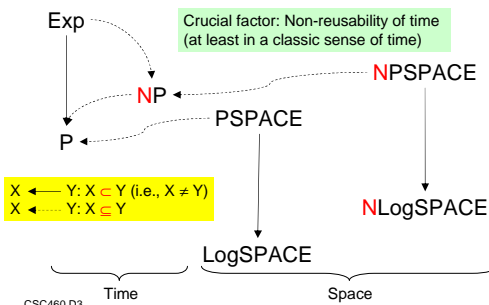 Exp
Crucial factor: Non-reusability of time
(at least in a classic sense of time)
NPSPACE
NP
PSPACE
P
X Y: X ⊂ Y (i.e., X ≠ Y)
X Y: X ⊆ Y
NLogSPACE
LogSPACE
Time
Space
CSC460 D3